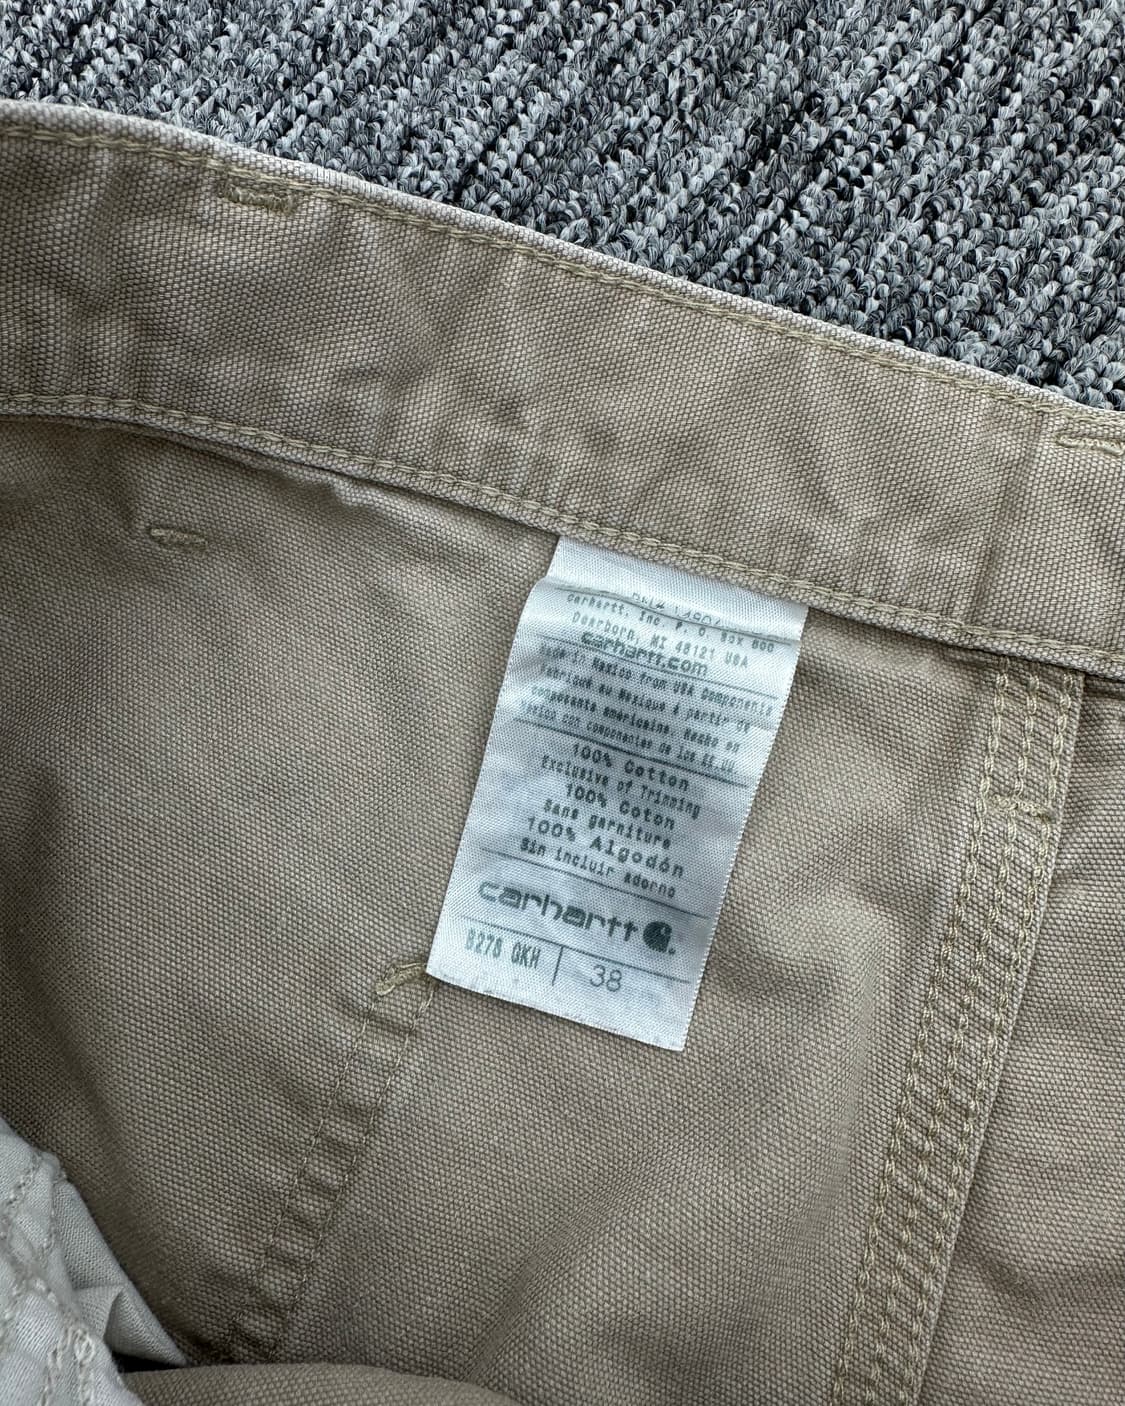 carhartt, Inc. P. O. Box 600
Dearborn, MI 48121 USA
carhartt.com
Made in Mexico from USA Components
Fabriqué au Mexique á partir de
composants américains. Hecho en
Mexico con componentes de los EE.UU.
100% Cotton
Exclusive of Trimming
100% Coton
Sans garniture
100% Algodón
Sin incluir adorno
carhartt
B278 GKH | 38